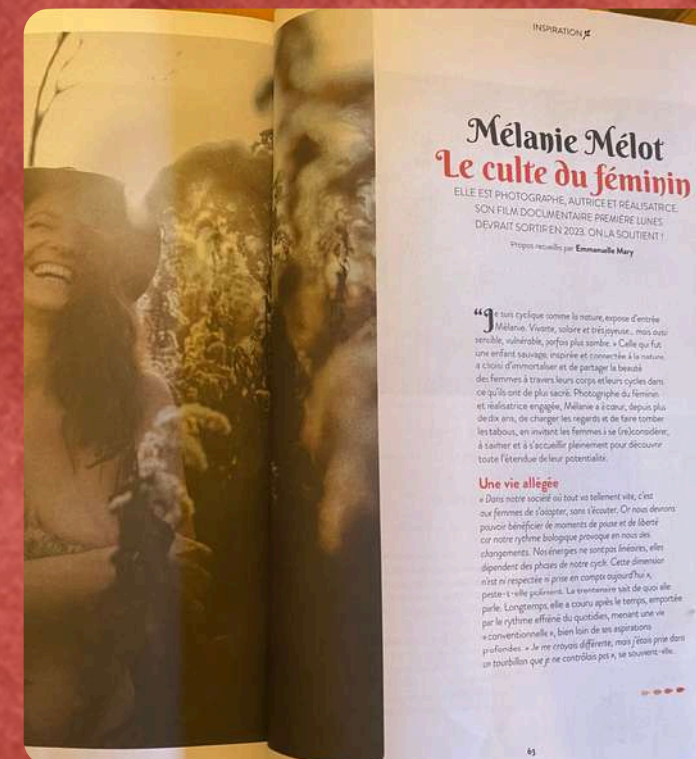 INSPIRATION
Mélanie Mélot
Le culte du féminin
ELLE EST PHOTOGRAPHE, AUTRICE ET RÉALISATRICE.
SON FILM DOCUMENTAIRE PREMIÈRE LUNES
DEVRAIT SORTIR EN 2023. ON LA SOUTIENT !
Propos recueillis par Emmanuelle Mary
“Je suis cyclique comme la nature, expose d'entrée
Mélanie. Vivante, solaire et très joyeuse... mais aussi
sensible, vulnérable, parfois plus sombre. » Celle qui fut
une enfant sauvage, inspirée et connectée à la nature
a choisi d'immortaliser et de partager la beauté
des femmes à travers leurs corps et leurs cycles dans
ce qu'ils ont de plus sacré. Photographe du féminin
et réalisatrice engagée, Mélanie a à cœur, depuis plus
de dix ans, de changer les regards et de faire tomber
les tabous, en invitant les femmes à se (re)considérer,
à s'aimer et à s'accueillir pleinement pour découvrir
toute l'étendue de leur potentialité.
Une vie allégée
« Dans notre société où tout va tellement vite, c'est
aux femmes de s'adapter, sans s'écouter. Or nous devrions
pouvoir bénéficier de moments de pause et de liberté
car notre rythme biologique provoque en nous des
changements. Nos énergies ne sont pas linéaires, elles
dépendent des phases de notre cycle. Cette dimension
n'est ni respectée ni prise en compte aujourd'hui »,
peste-t-elle poliment. La trentenaire sait de quoi elle
parle. Longtemps, elle a couru après le temps, emportée
par le rythme effréné du quotidien, menant une vie
« conventionnelle », bien loin de ses aspirations
profondes. « Je me croyais différente, mais j'étais prise dans
un tourbillon que je ne contrôlais pas », se souvient-elle.
63